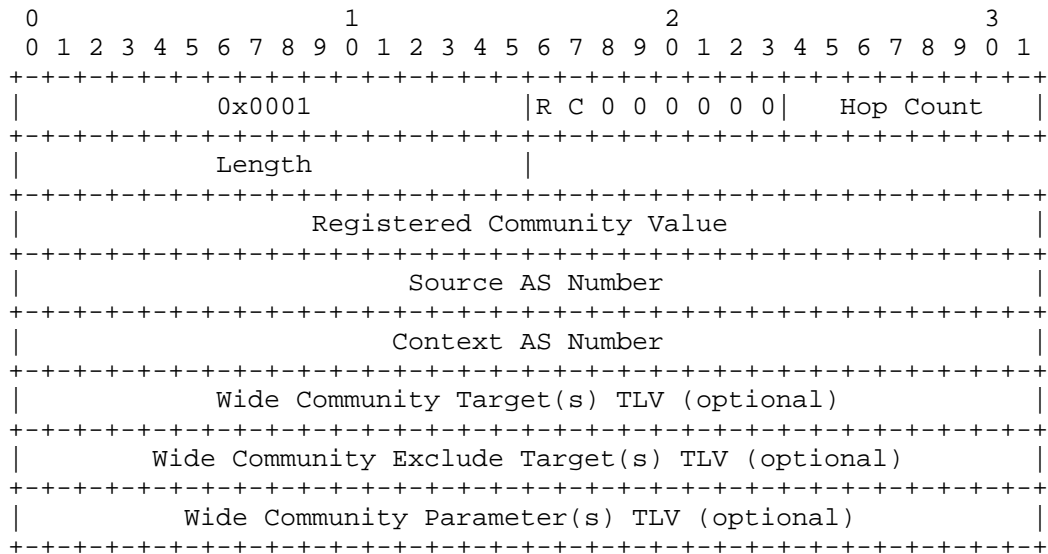 0                   1                   2                   3
 0 1 2 3 4 5 6 7 8 9 0 1 2 3 4 5 6 7 8 9 0 1 2 3 4 5 6 7 8 9 0 1
+-+-+-+-+-+-+-+-+-+-+-+-+-+-+-+-+-+-+-+-+-+-+-+-+-+-+-+-+-+-+-+-+
|            0x0001             |R C 0 0 0 0 0 0|   Hop Count   |
+-+-+-+-+-+-+-+-+-+-+-+-+-+-+-+-+-+-+-+-+-+-+-+-+-+-+-+-+-+-+-+-+
|            Length             |
+-+-+-+-+-+-+-+-+-+-+-+-+-+-+-+-+-+-+-+-+-+-+-+-+-+-+-+-+-+-+-+-+
|                  Registered Community Value                   |
+-+-+-+-+-+-+-+-+-+-+-+-+-+-+-+-+-+-+-+-+-+-+-+-+-+-+-+-+-+-+-+-+
|                        Source AS Number                       |
+-+-+-+-+-+-+-+-+-+-+-+-+-+-+-+-+-+-+-+-+-+-+-+-+-+-+-+-+-+-+-+-+
|                       Context AS Number                       |
+-+-+-+-+-+-+-+-+-+-+-+-+-+-+-+-+-+-+-+-+-+-+-+-+-+-+-+-+-+-+-+-+
|            Wide Community Target(s) TLV (optional)            |
+-+-+-+-+-+-+-+-+-+-+-+-+-+-+-+-+-+-+-+-+-+-+-+-+-+-+-+-+-+-+-+-+
|        Wide Community Exclude Target(s) TLV (optional)        |
+-+-+-+-+-+-+-+-+-+-+-+-+-+-+-+-+-+-+-+-+-+-+-+-+-+-+-+-+-+-+-+-+
|          Wide Community Parameter(s) TLV (optional)           |
+-+-+-+-+-+-+-+-+-+-+-+-+-+-+-+-+-+-+-+-+-+-+-+-+-+-+-+-+-+-+-+-+